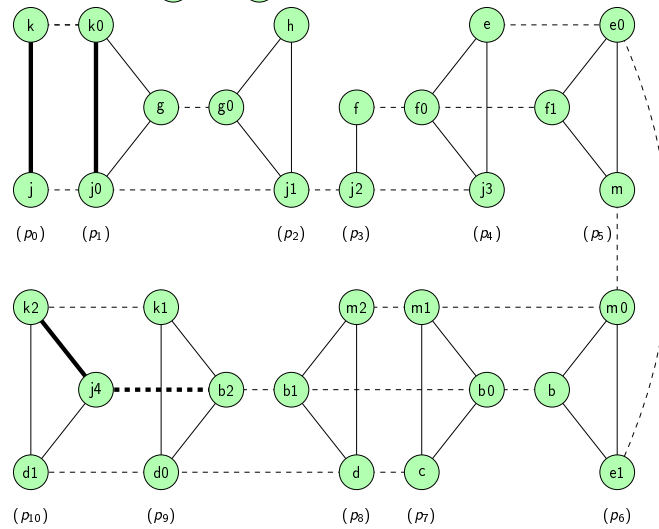 k k0 h e e0
g g0 f f0 f1
j j0 j1 j2 j3 m
(p0) (p1) (p2) (p3) (p4) (p5)
k2 k1 m2 m1 m0
j4 b2 b1 b0 b
d1 d0 d c e1
(p10) (p9) (p8) (p7) (p6)